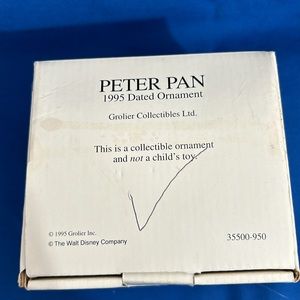 PETER PAN
1995 Dated Ornament
Grolier Collectibles Ltd.
This is a collectible ornament
and not a child's toy.
© 1995 Grolier Inc.
© The Walt Disney Company
35500-950